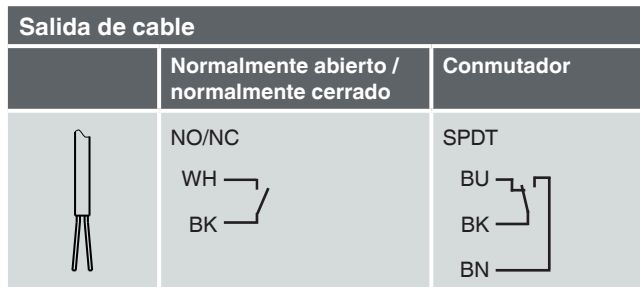 Salida de cable
Normalmente abierto /
normalmente cerrado
Conmutador
NO/NC
WH
BK
SPDT
BU
BK
BN